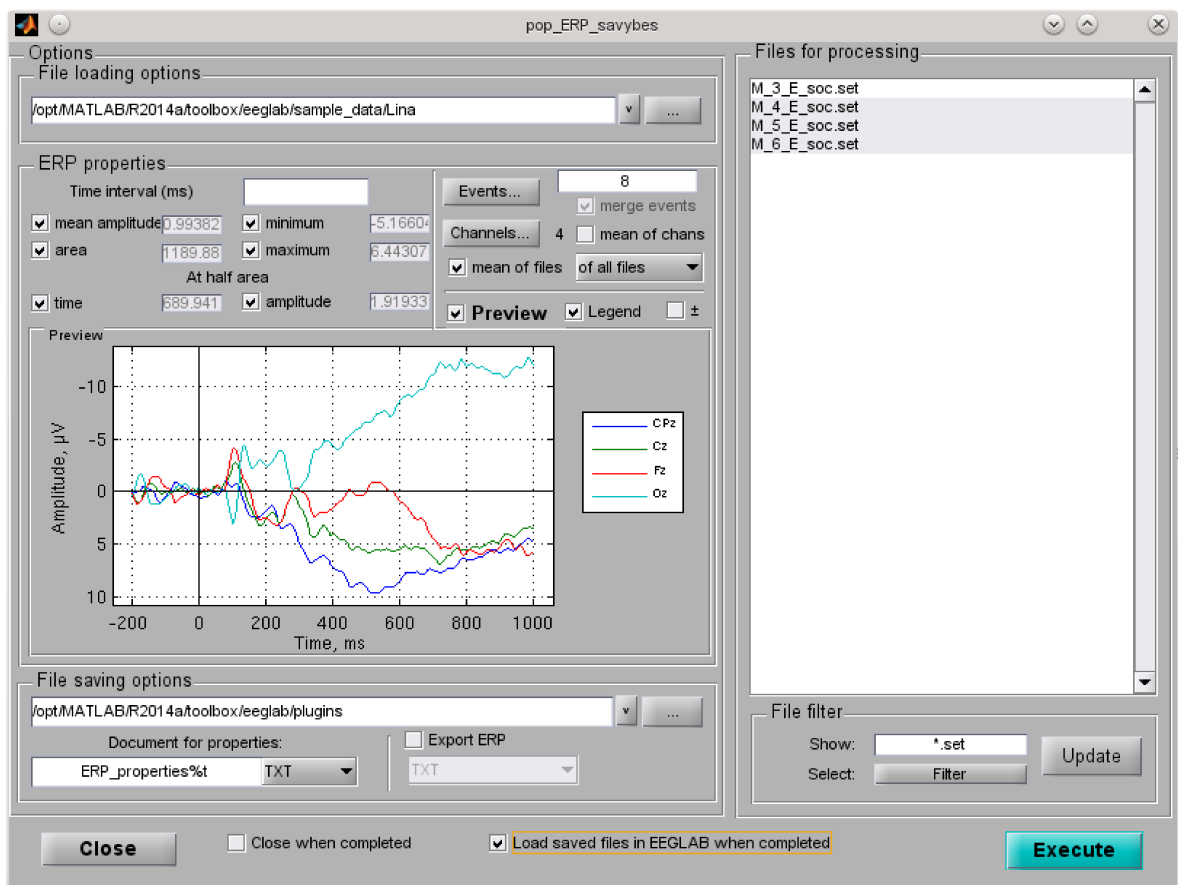 pop_ERP_savybes
Options
File loading options
/opt/MATLAB/R2014a/toolbox/eeglab/sample_data/Lina
v
...
ERP properties
Time interval (ms)
mean amplitude 0.99382
minimum -5.16604
area 1189.88
maximum 6.44307
At half area
time 689.941
amplitude 1.91933
Events... 8
merge events
Channels... 4 mean of chans
mean of files of all files
Preview Legend ±
Preview
Amplitude, µV
-10
-5
0
5
10
-200 0 200 400 600 800 1000
Time, ms
CPz
Cz
Fz
Oz
File saving options
/opt/MATLAB/R2014a/toolbox/eeglab/plugins
v
...
Document for properties:
ERP_properties%t TXT
Export ERP
TXT
Files for processing
M_3_E_soc.set
M_4_E_soc.set
M_5_E_soc.set
M_6_E_soc.set
File filter
Show: *.set
Select: Filter
Update
Close
Close when completed
Load saved files in EEGLAB when completed
Execute